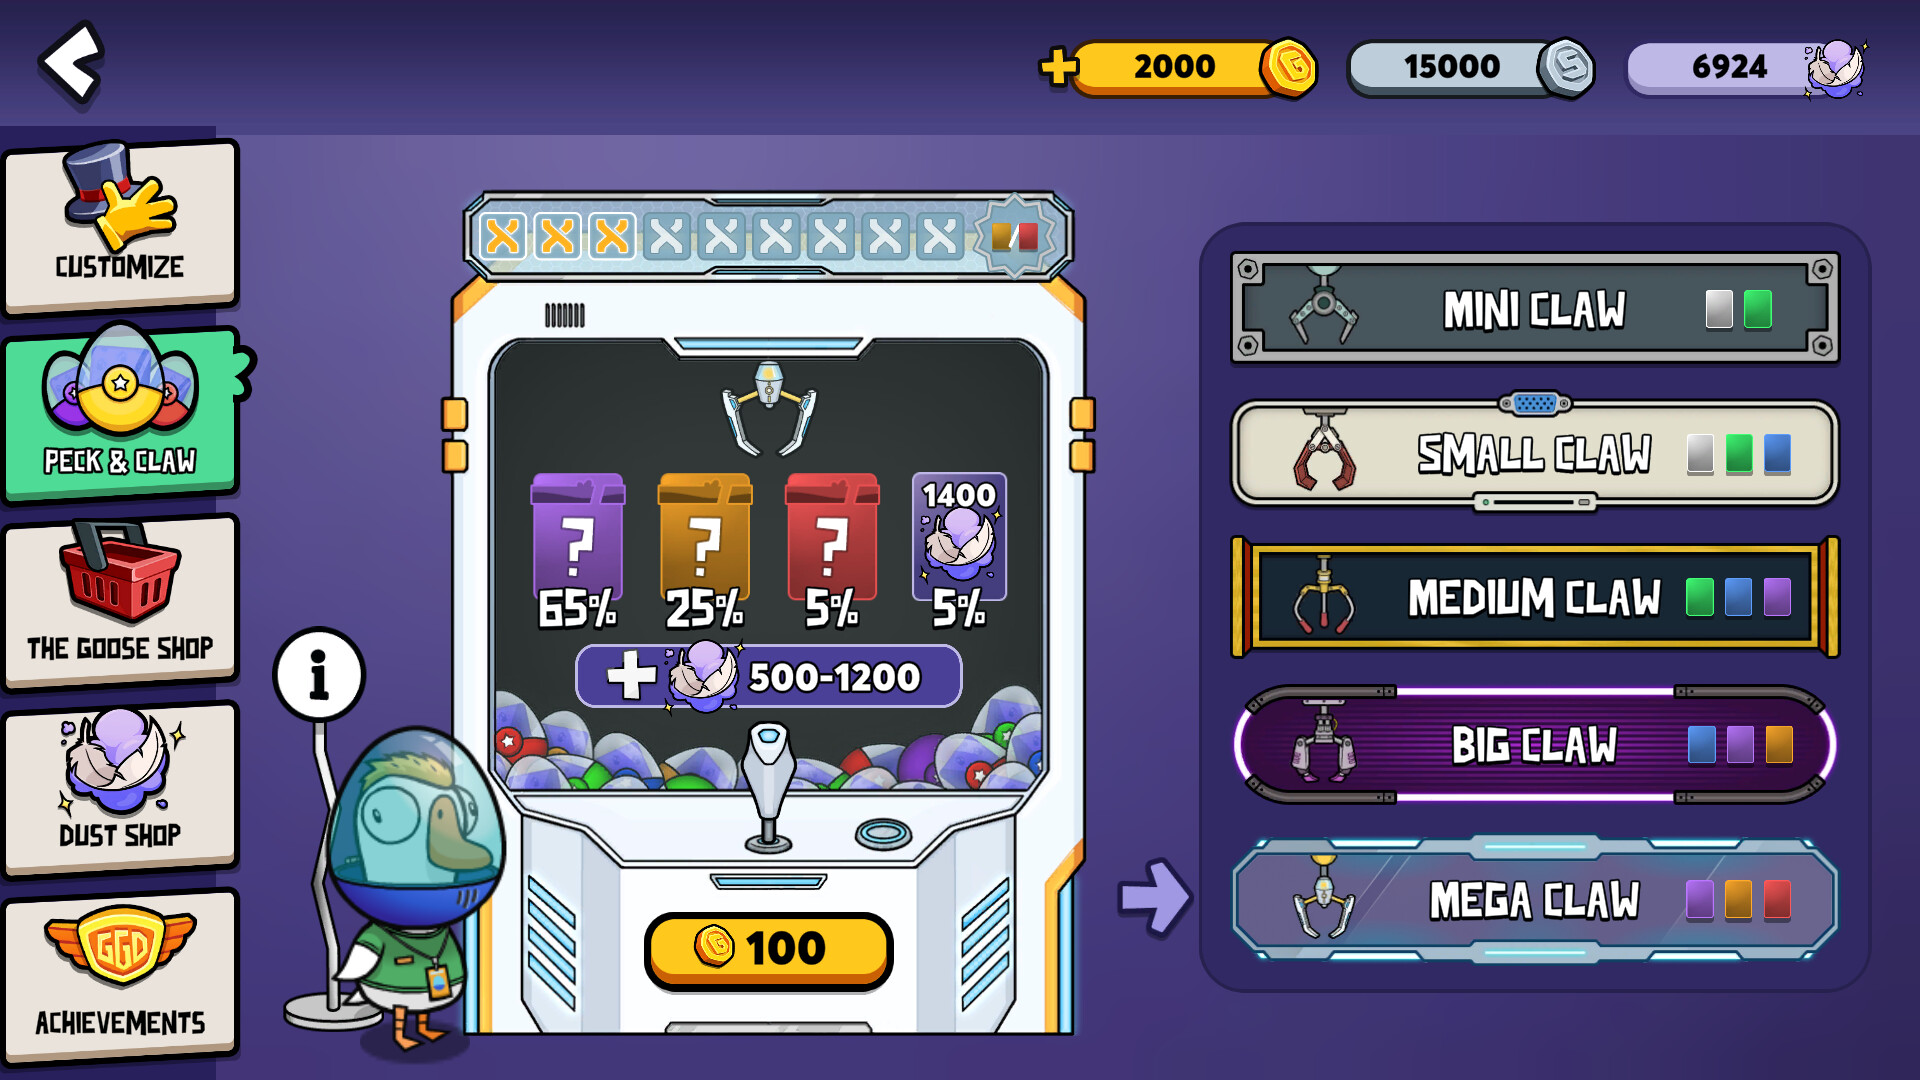 2000
G
15000
S
6924
CUSTOMIZE
PECK & CLAW
THE GOOSE SHOP
DUST SHOP
GGD
ACHIEVEMENTS
i
?
?
?
1400
65%
25%
5%
5%
+ 500-1200
G 100
MINI CLAW
SMALL CLAW
MEDIUM CLAW
BIG CLAW
MEGA CLAW